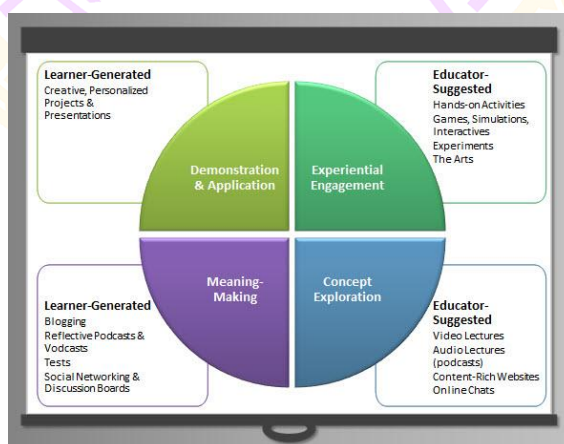 Learner-Generated
Creative, Personalized
Projects &
Presentations
Educator-
Suggested
Hands-on Activities
Games, Simulations,
Interactives
Experiments
The Arts
Demonstration
& Application
Experiential
Engagement
Meaning-
Making
Concept
Exploration
Learner-Generated
Blogging
Reflective Podcasts &
Vodcasts
Tests
Social Networking &
Discussion Boards
Educator-
Suggested
Video Lectures
Audio Lectures
(podcasts)
Content-Rich Websites
Online Chats